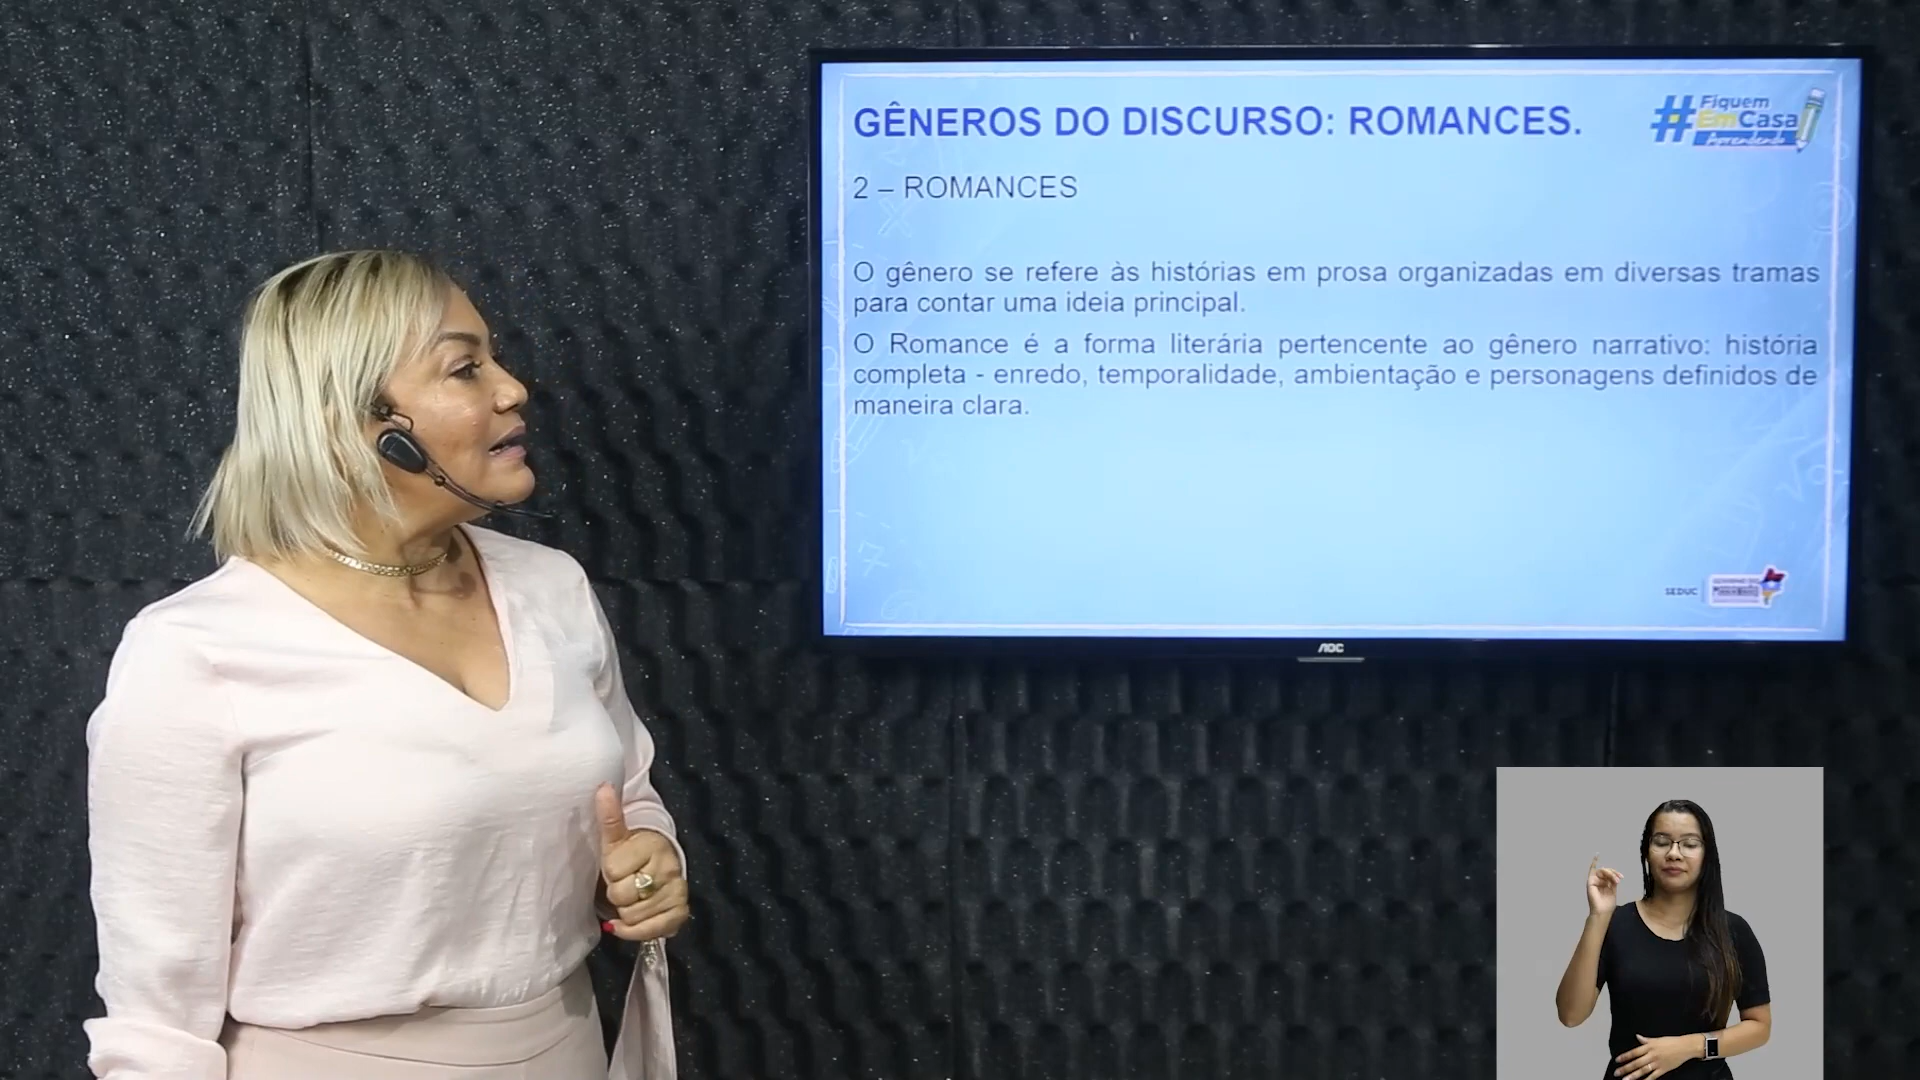 GÊNEROS DO DISCURSO: ROMANCES.
#Fiquem
EmCasa
Aprendendo
2 – ROMANCES
O gênero se refere às histórias em prosa organizadas em diversas tramas
para contar uma ideia principal.
O Romance é a forma literária pertencente ao gênero narrativo: história
completa - enredo, temporalidade, ambientação e personagens definidos de
maneira clara.
SEDUC
AOC